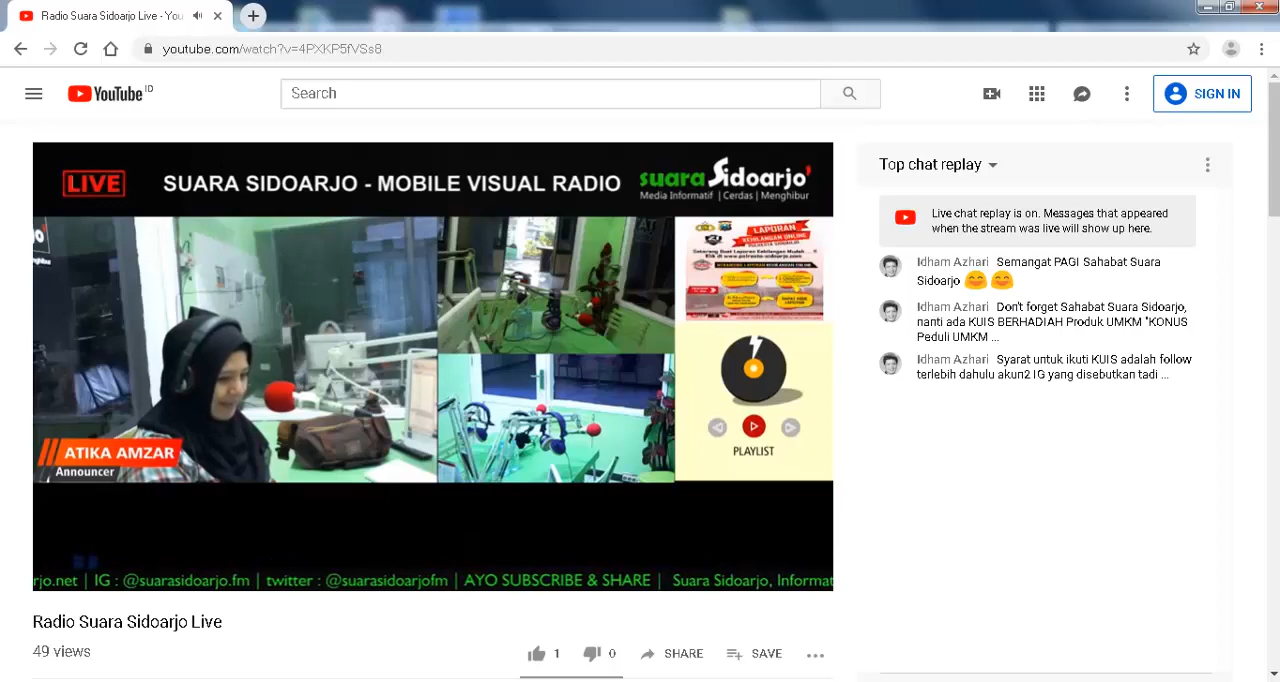 Radio Suara Sidoarjo Live - You
youtube.com/watch?v=4PXKP5fVSs8
YouTube ID
Search
SIGN IN
LIVE
SUARA SIDOARJO - MOBILE VISUAL RADIO
suara Sidoarjo
Media Informatif | Cerdas | Menghibur
LAPORAN
KEHILANGAN ONLINE
PLAYLIST
ATIKA AMZAR
Announcer
rjo.net | IG : @suarasidoarjo.fm | twitter : @suarasidoarjofm | AYO SUBSCRIBE & SHARE | Suara Sidoarjo, Informat
Radio Suara Sidoarjo Live
49 views
1
0
SHARE
SAVE
Top chat replay
Live chat replay is on. Messages that appeared
when the stream was live will show up here.
Idham Azhari Semangat PAGI Sahabat Suara
Sidoarjo 😊 😊
Idham Azhari Dont forget Sahabat Suara Sidoarjo,
nanti ada KUIS BERHADIAH Produk UMKM "KONUS
Peduli UMKM ...
Idham Azhari Syarat untuk ikuti KUIS adalah follow
terlebih dahulu akun2 IG yang disebutkan tadi ...